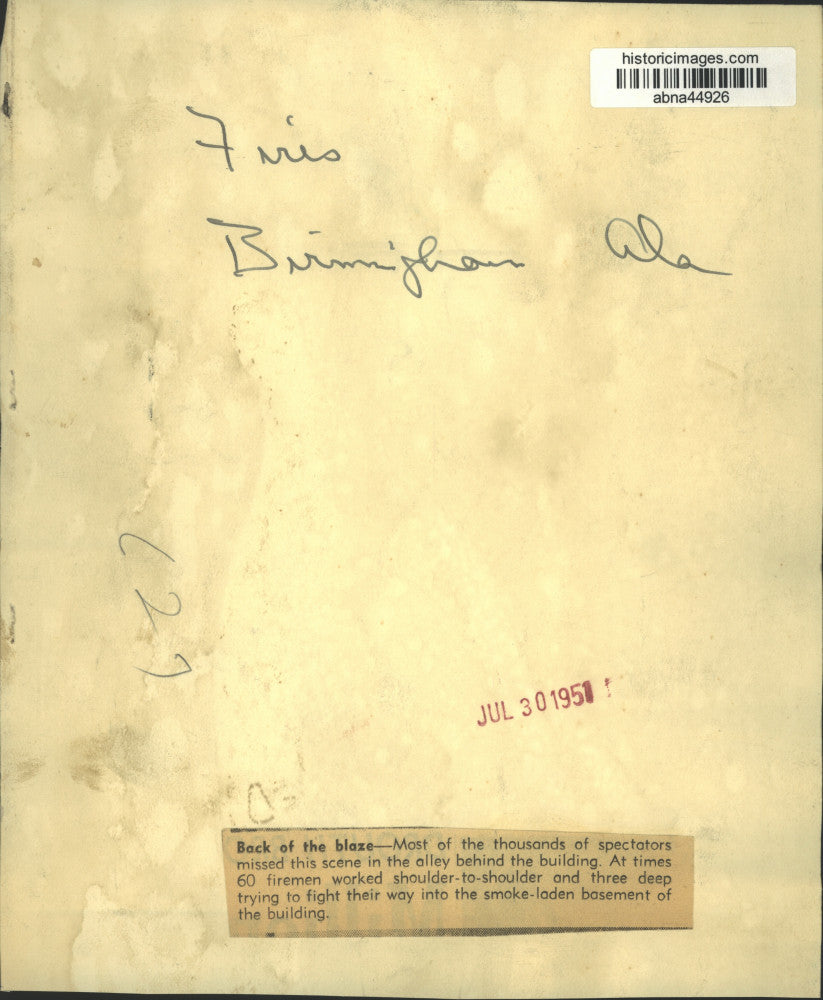 historicimages.com
abna44926
Fires
Birmingham Ala
JUL 30 1951
Back of the blaze—Most of the thousands of spectators
missed this scene in the alley behind the building. At times
60 firemen worked shoulder-to-shoulder and three deep
trying to fight their way into the smoke-laden basement of
the building.